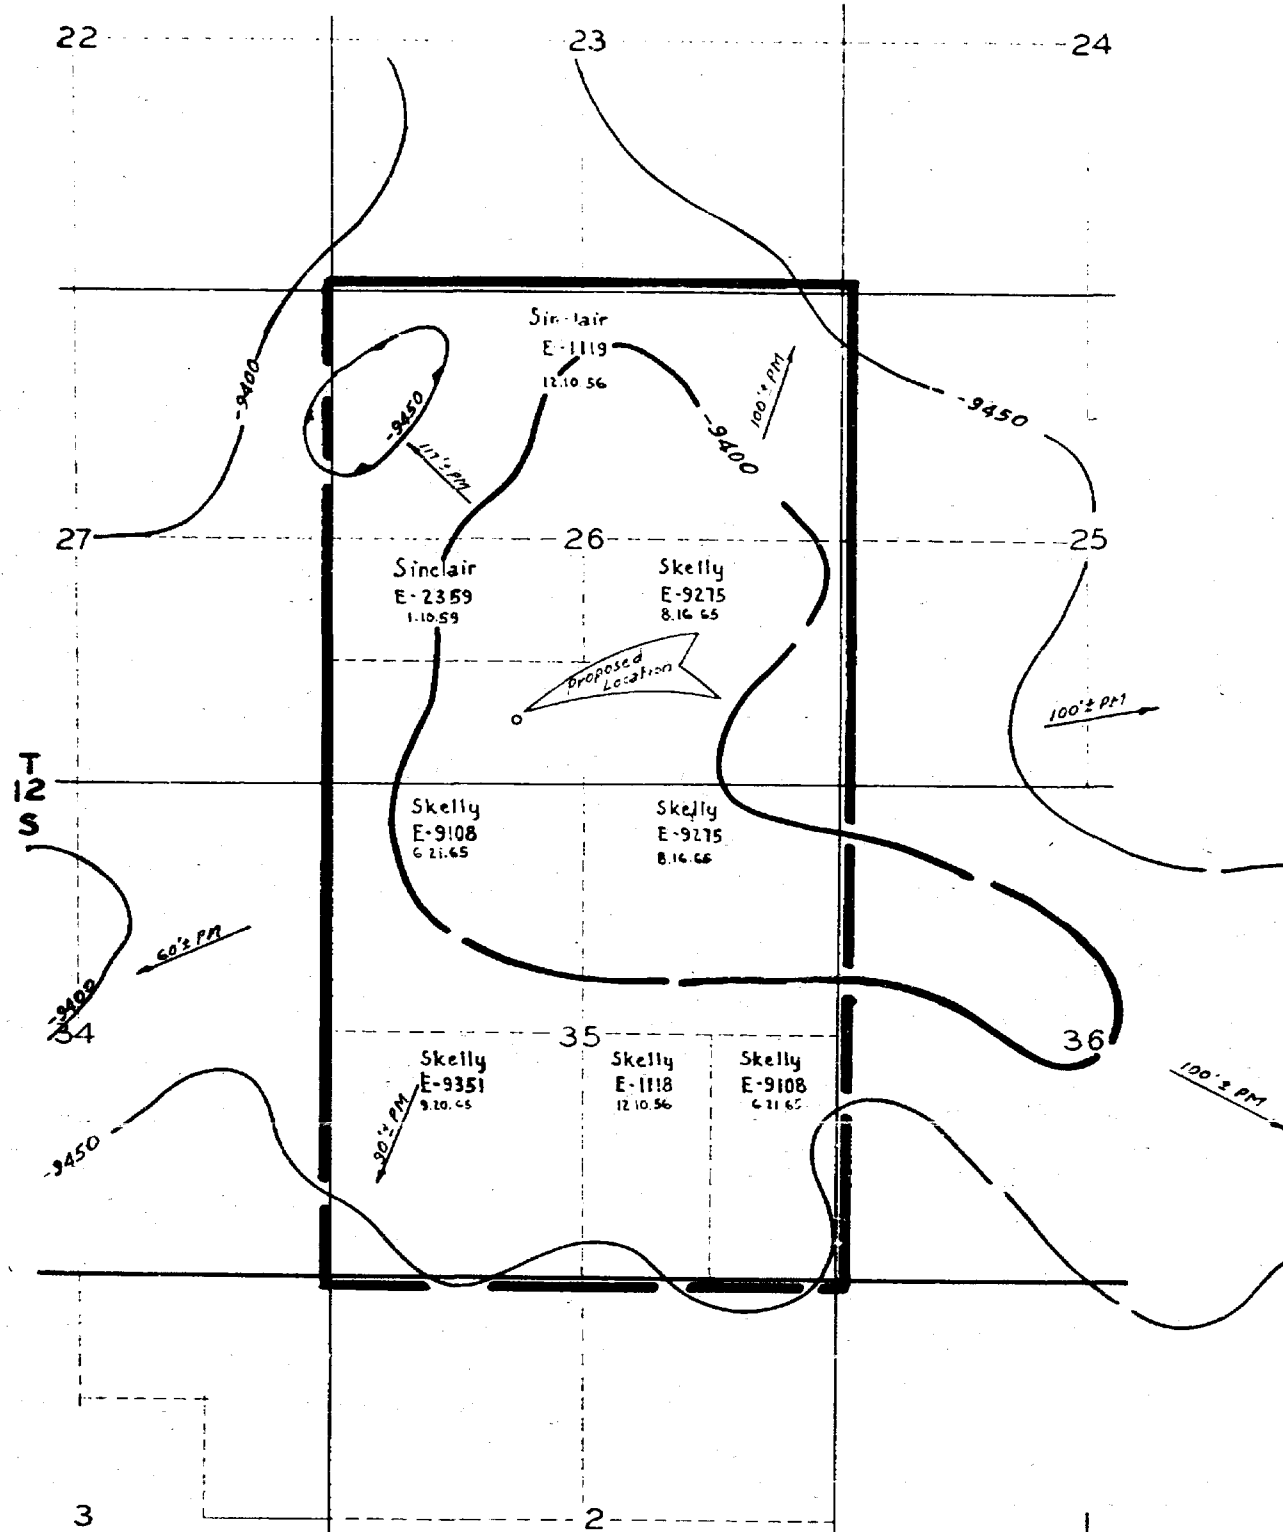 22 23 24
Sinclair
E-1119
12.10.56
-9400
-9450
100'± PM
-9450
-9400
117'± PM
27 26 25
Sinclair
E-2359
1.10.59
Skelly
E-9275
8.16.65
Proposed
Location
100'± PM
T
12
S
Skelly
E-9108
6.21.65
Skelly
E-9275
8.16.65
60'± PM
-9400
34 35 36
Skelly
E-9351
9.20.65
Skelly
E-1118
12.10.56
Skelly
E-9108
6.21.65
100'± PM
90'± PM
-9450
3 2 1